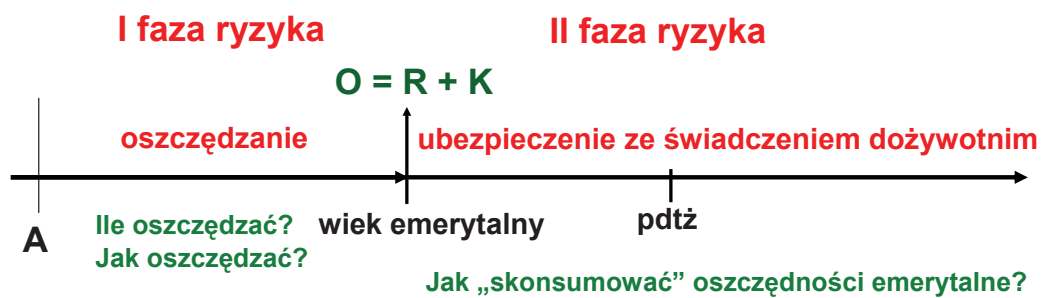 I faza ryzyka
II faza ryzyka
O = R + K
oszczędzanie
ubezpieczenie ze świadczeniem dożywotnim
A
Ile oszczędzać?
Jak oszczędzać?
wiek emerytalny
pdtż
Jak „skonsumować” oszczędności emerytalne?